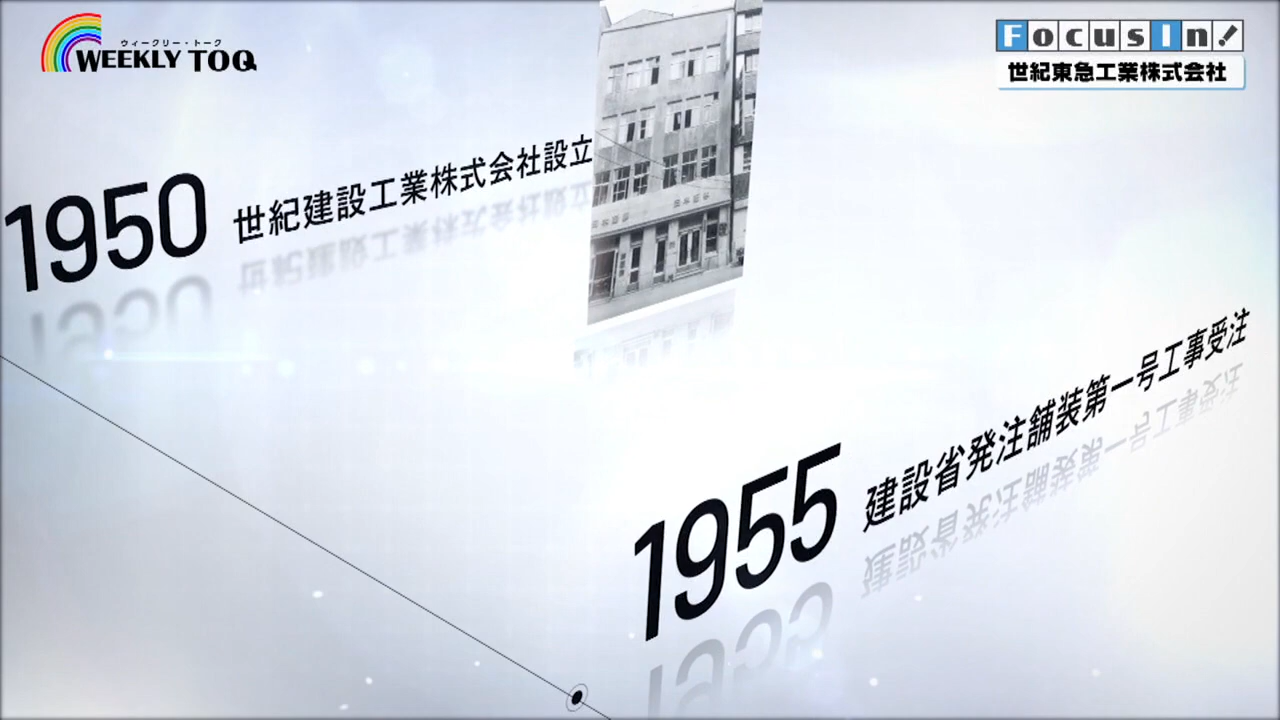 ウィークリー・トーク
WEEKLY TOQ
FocusIn!
世紀東急工業株式会社
1950 世紀建設工業株式会社設立
1955 建設省発注舗装第一号工事受注